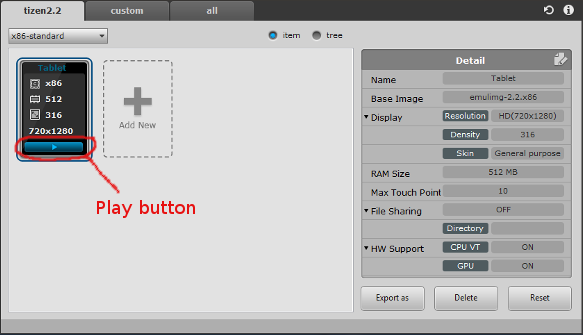 tizen2.2 custom all
x86-standard item tree
Tablet
x86
512
316
720x1280
Add New
Play button
Detail
Name Tablet
Base Image emulimg-2.2.x86
Display Resolution HD(720x1280)
Density 316
Skin General purpose
RAM Size 512 MB
Max Touch Point 10
File Sharing OFF
Directory
HW Support CPU VT ON
GPU ON
Export as Delete Reset